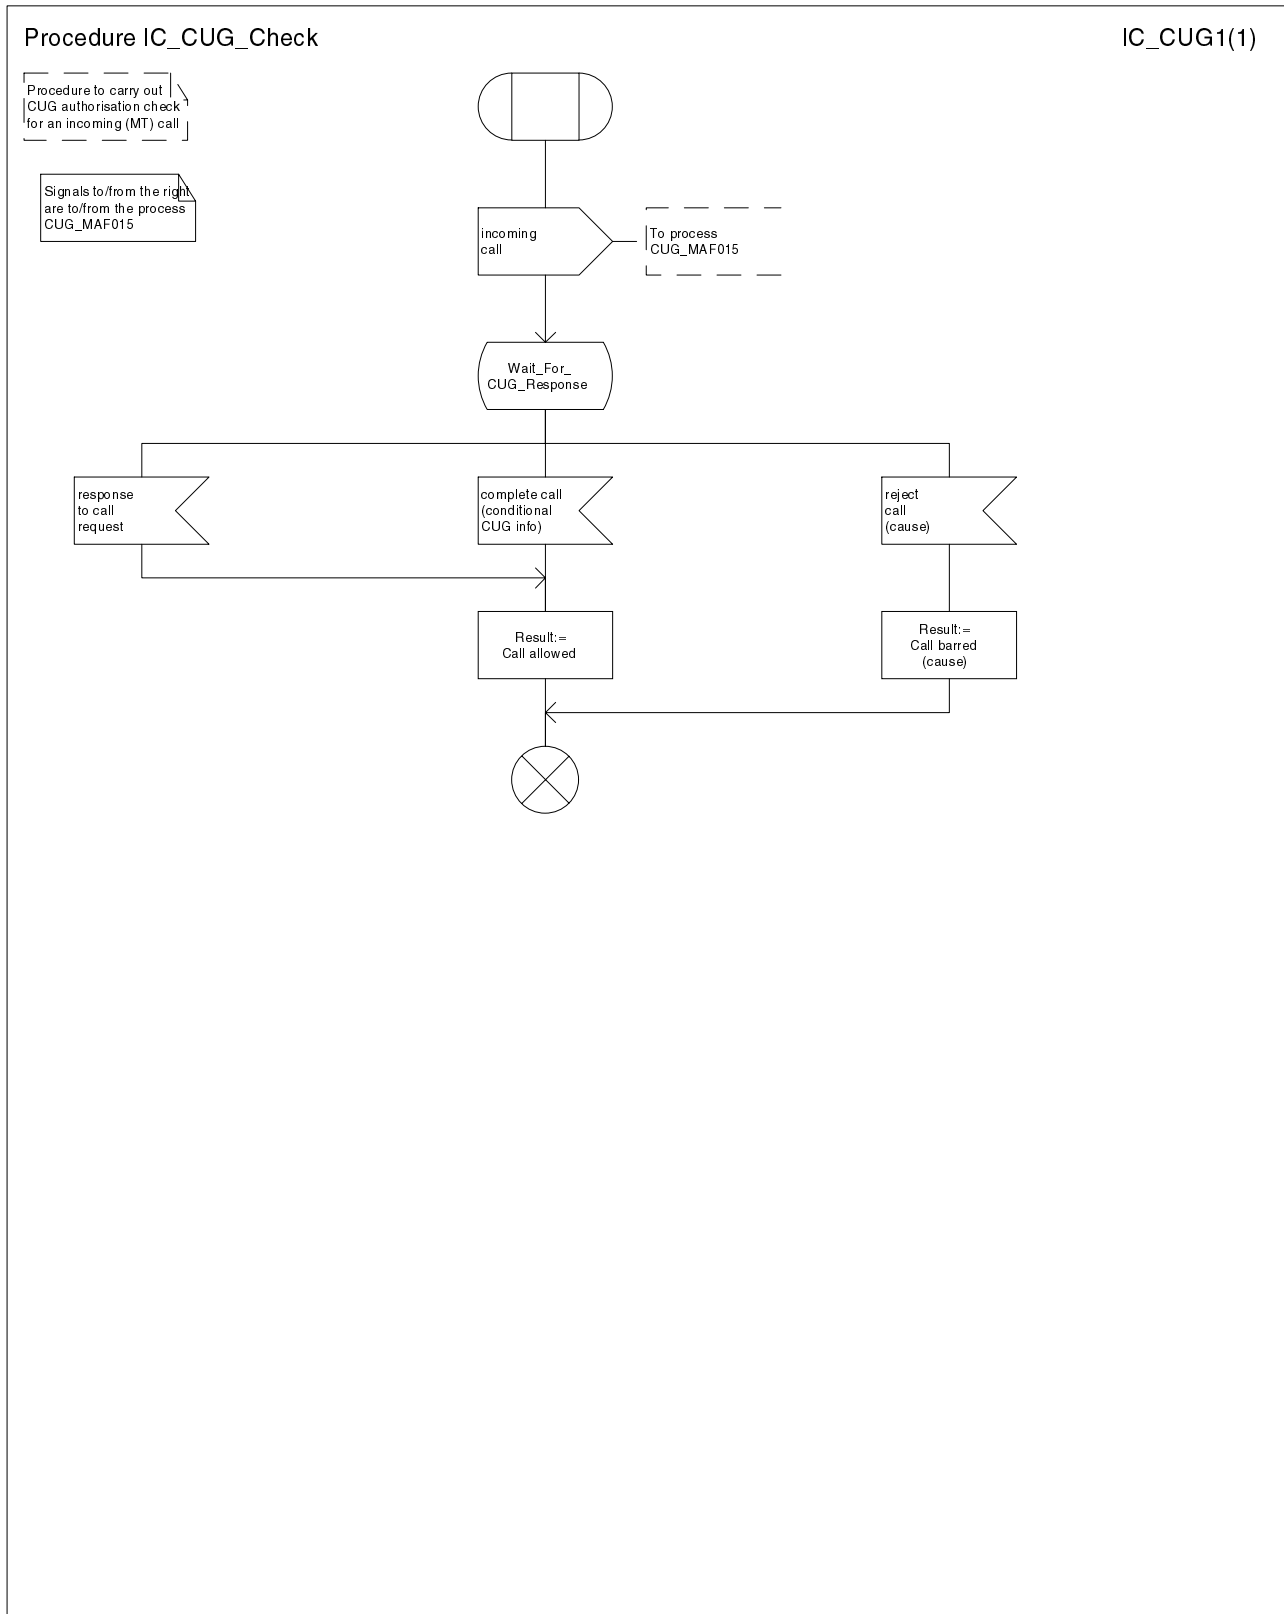 Procedure IC_CUG_Check
IC_CUG1(1)
Procedure to carry out
CUG authorisation check
for an incoming (MT) call
Signals to/from the right
are to/from the process
CUG_MAF015
incoming
call
To process
CUG_MAF015
Wait_For_
CUG_Response
response
to call
request
complete call
(conditional
CUG info)
reject
call
(cause)
Result:=
Call allowed
Result:=
Call barred
(cause)